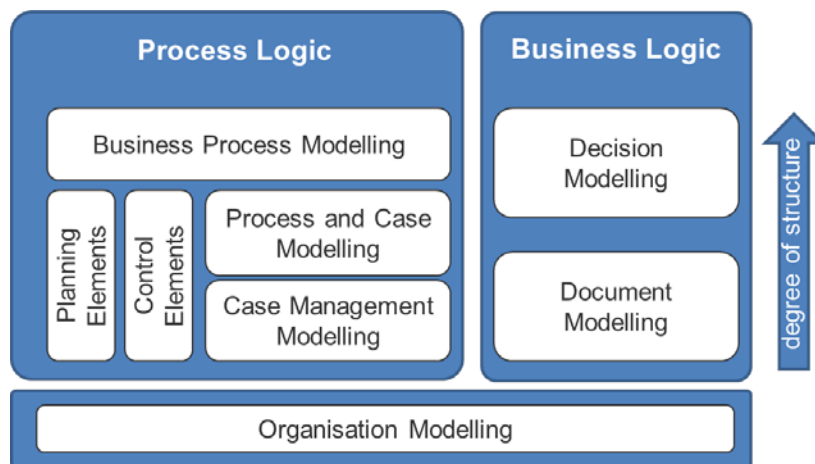 Process Logic
Business Process Modelling
Planning
Elements
Control
Elements
Process and Case
Modelling
Case Management
Modelling
Business Logic
Decision
Modelling
Document
Modelling
degree of structure
Organisation Modelling